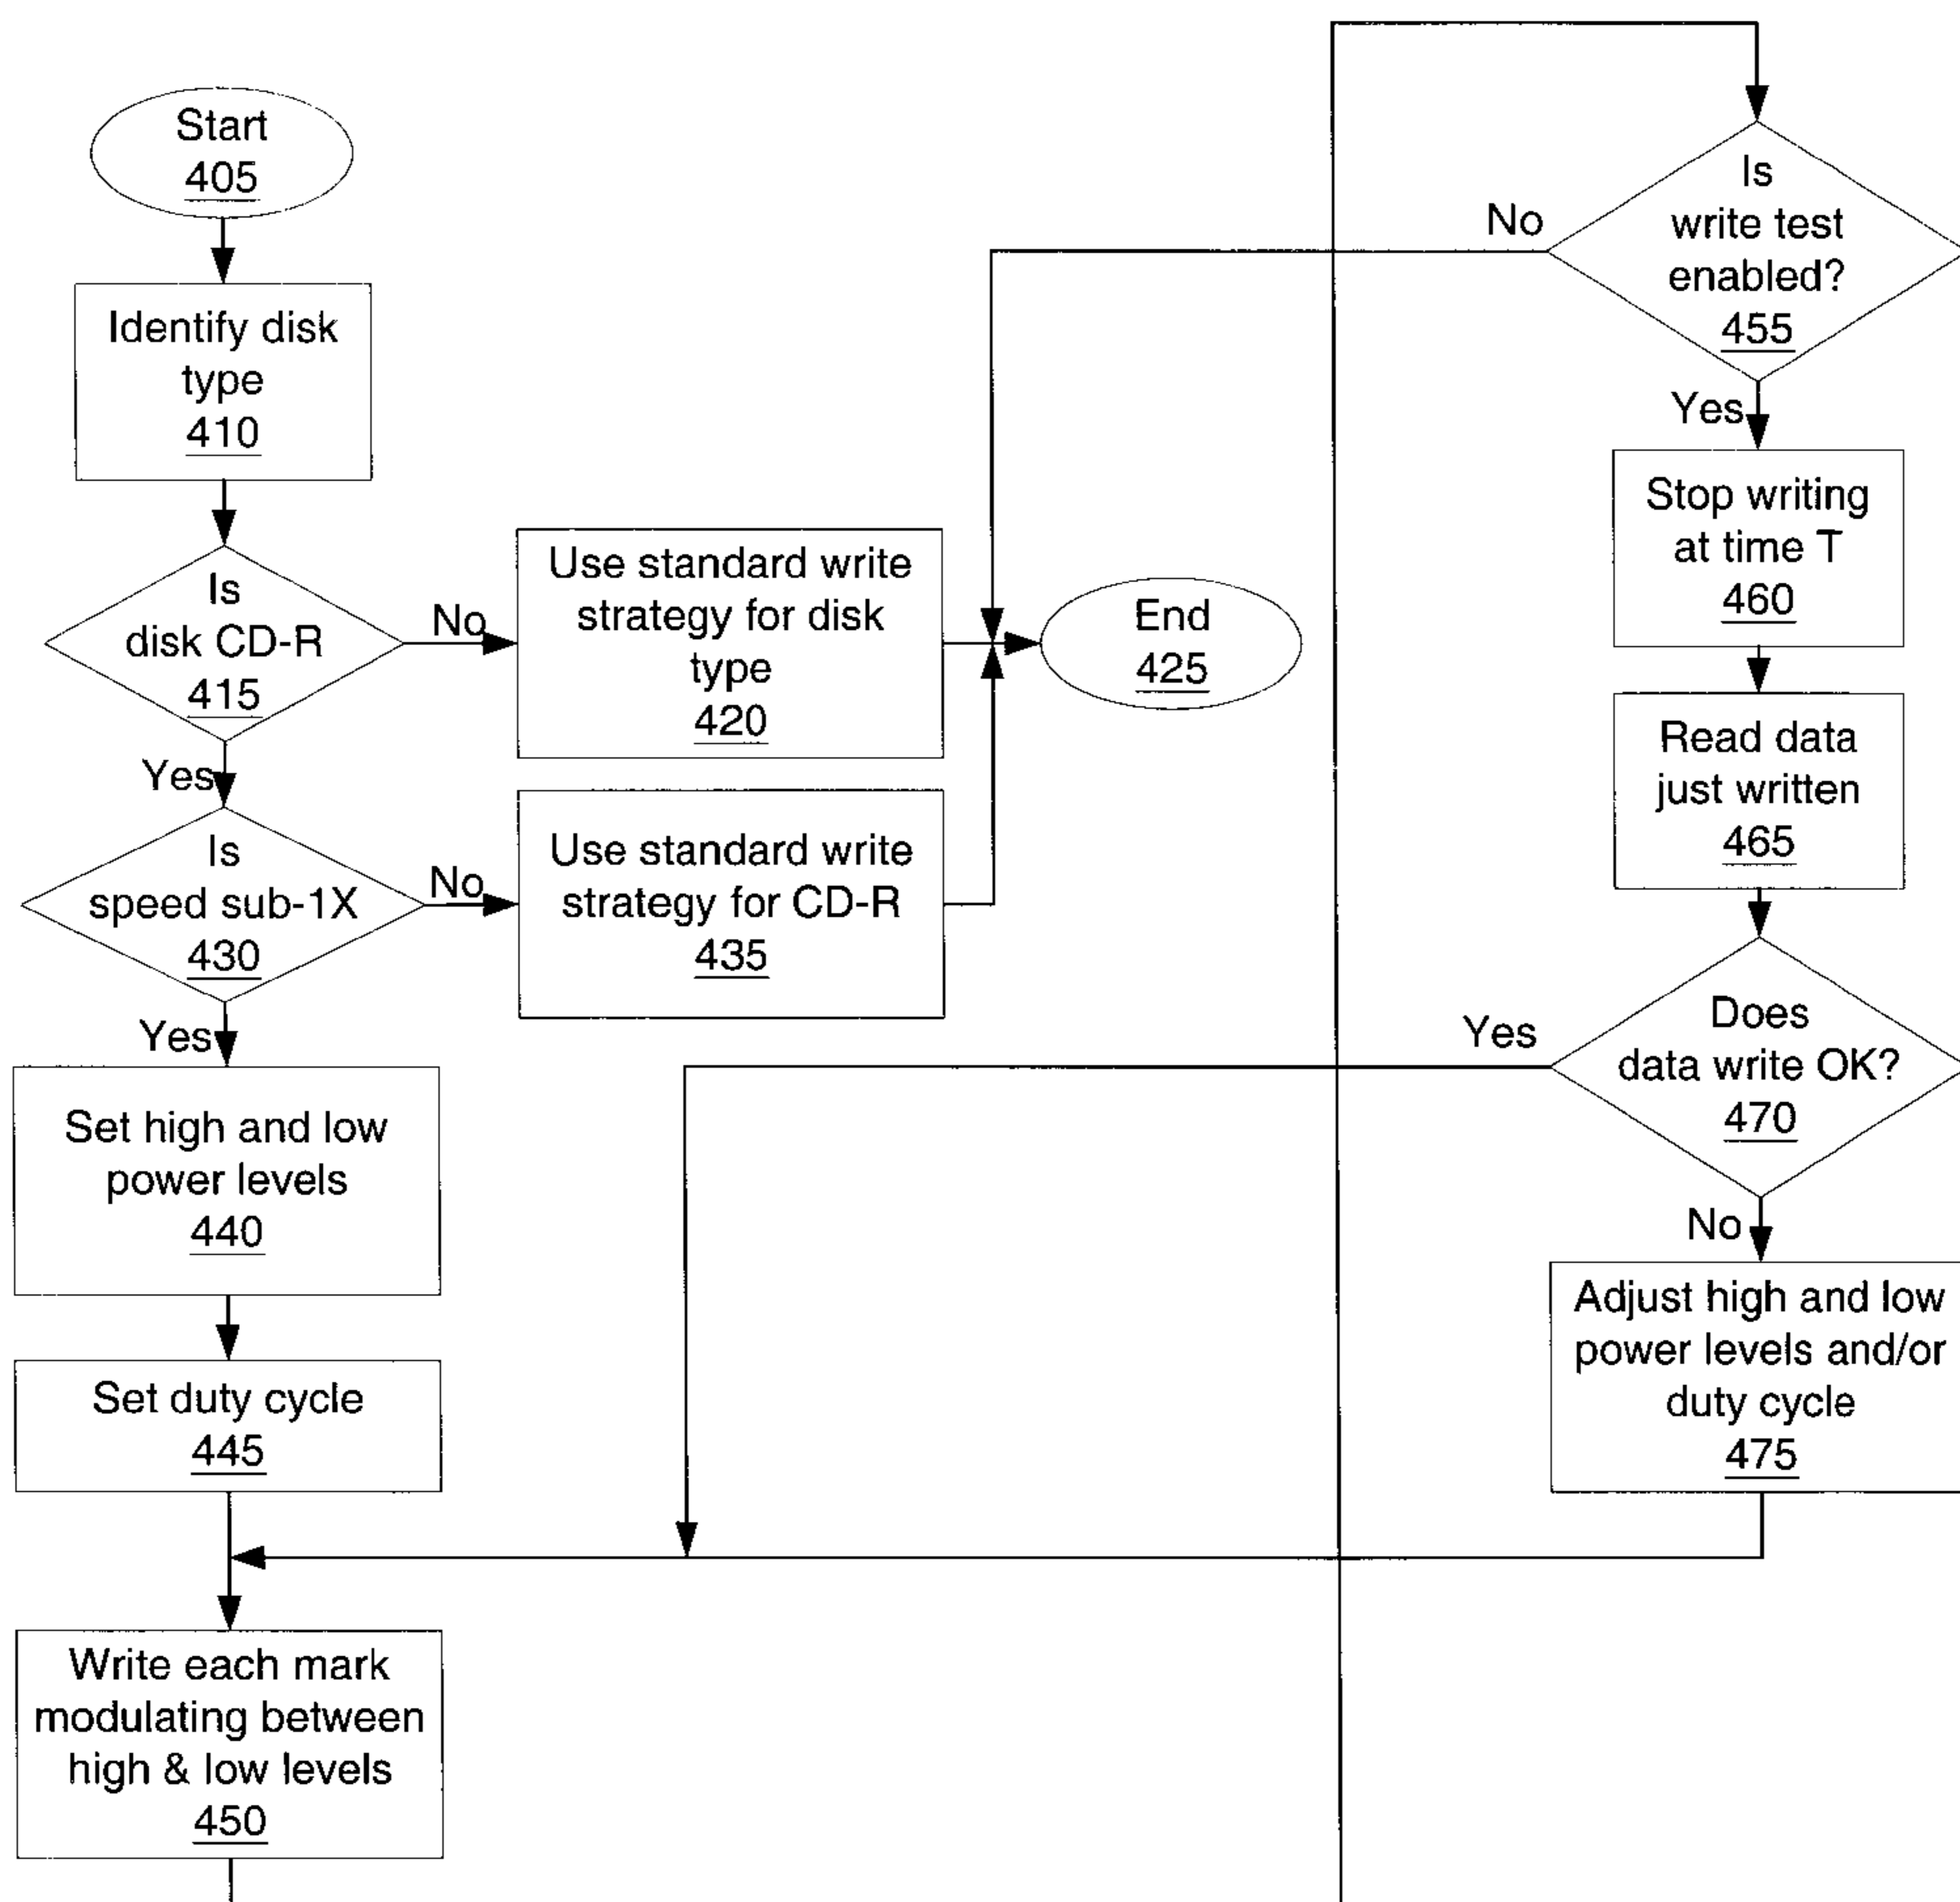 Start
405
Identify disk
type
410
Is
disk CD-R
415
No
Yes
Use standard write
strategy for disk
type
420
End
425
Is
speed sub-1X
430
No
Yes
Use standard write
strategy for CD-R
435
Set high and low
power levels
440
Set duty cycle
445
Write each mark
modulating between
high & low levels
450
Is
write test
enabled?
455
No
Yes
Stop writing
at time T
460
Read data
just written
465
Does
data write OK?
470
Yes
No
Adjust high and low
power levels and/or
duty cycle
475